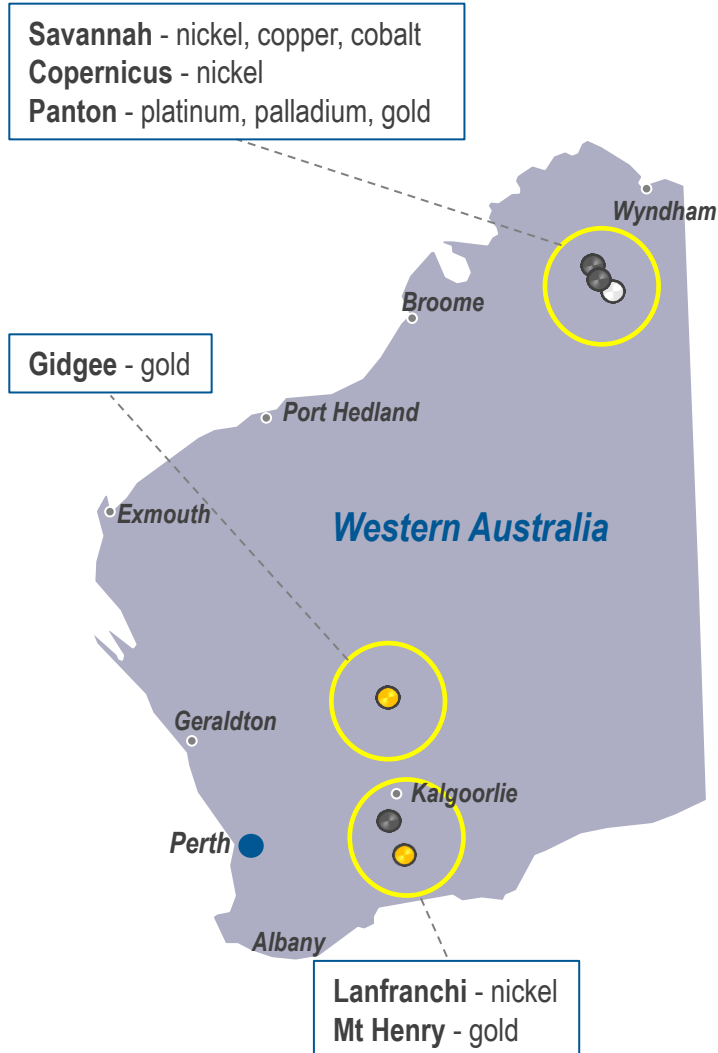 Savannah - nickel, copper, cobalt
Copernicus - nickel
Panton - platinum, palladium, gold
Wyndham
Broome
Gidgee - gold
Port Hedland
Exmouth
Western Australia
Geraldton
Kalgoorlie
Perth
Albany
Lanfranchi - nickel
Mt Henry - gold